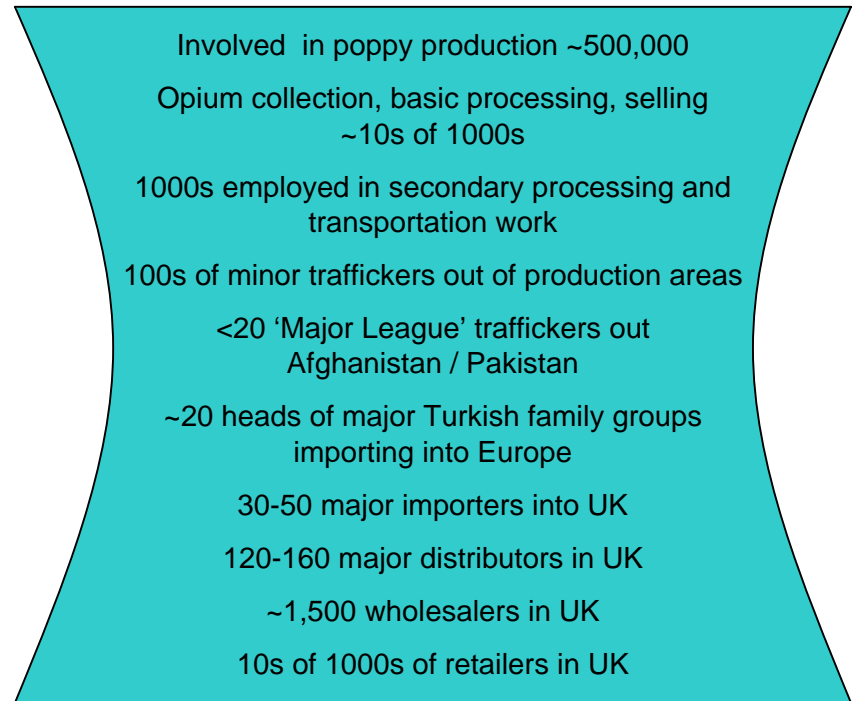 Involved in poppy production ~500,000
Opium collection, basic processing, selling
~10s of 1000s
1000s employed in secondary processing and
transportation work
100s of minor traffickers out of production areas
<20 ‘Major League’ traffickers out
Afghanistan / Pakistan
~20 heads of major Turkish family groups
importing into Europe
30-50 major importers into UK
120-160 major distributors in UK
~1,500 wholesalers in UK
10s of 1000s of retailers in UK